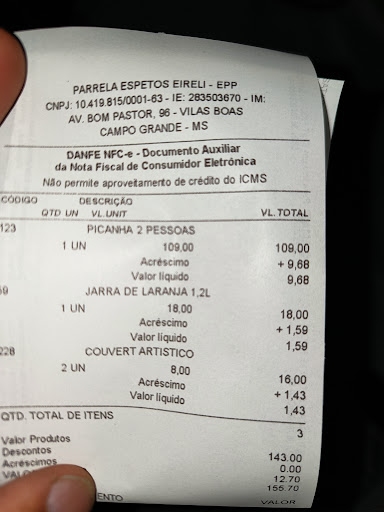 PARRELA ESPETOS EIRELI - EPP
CNPJ: 10.419.815/0001-63 - IE: 283503670 - IM:
AV. BOM PASTOR, 96 - VILAS BOAS
CAMPO GRANDE - MS
DANFE NFC-e - Documento Auxiliar
da Nota Fiscal de Consumidor Eletrônica
Não permite aproveitamento de crédito do ICMS
CÓDIGO DESCRIÇÃO
QTD UN VL.UNIT VL.TOTAL
123 PICANHA 2 PESSOAS
1 UN 109,00 109,00
Acréscimo + 9,68
Valor líquido 9,68
59 JARRA DE LARANJA 1,2L
1 UN 18,00 18,00
Acréscimo + 1,59
Valor líquido 1,59
228 COUVERT ARTISTICO
2 UN 8,00 16,00
Acréscimo + 1,43
Valor líquido 1,43
QTD. TOTAL DE ITENS 3
Valor Produtos 143.00
Descontos 0.00
Acréscimos 12.70
155.70
ENTO VALOR